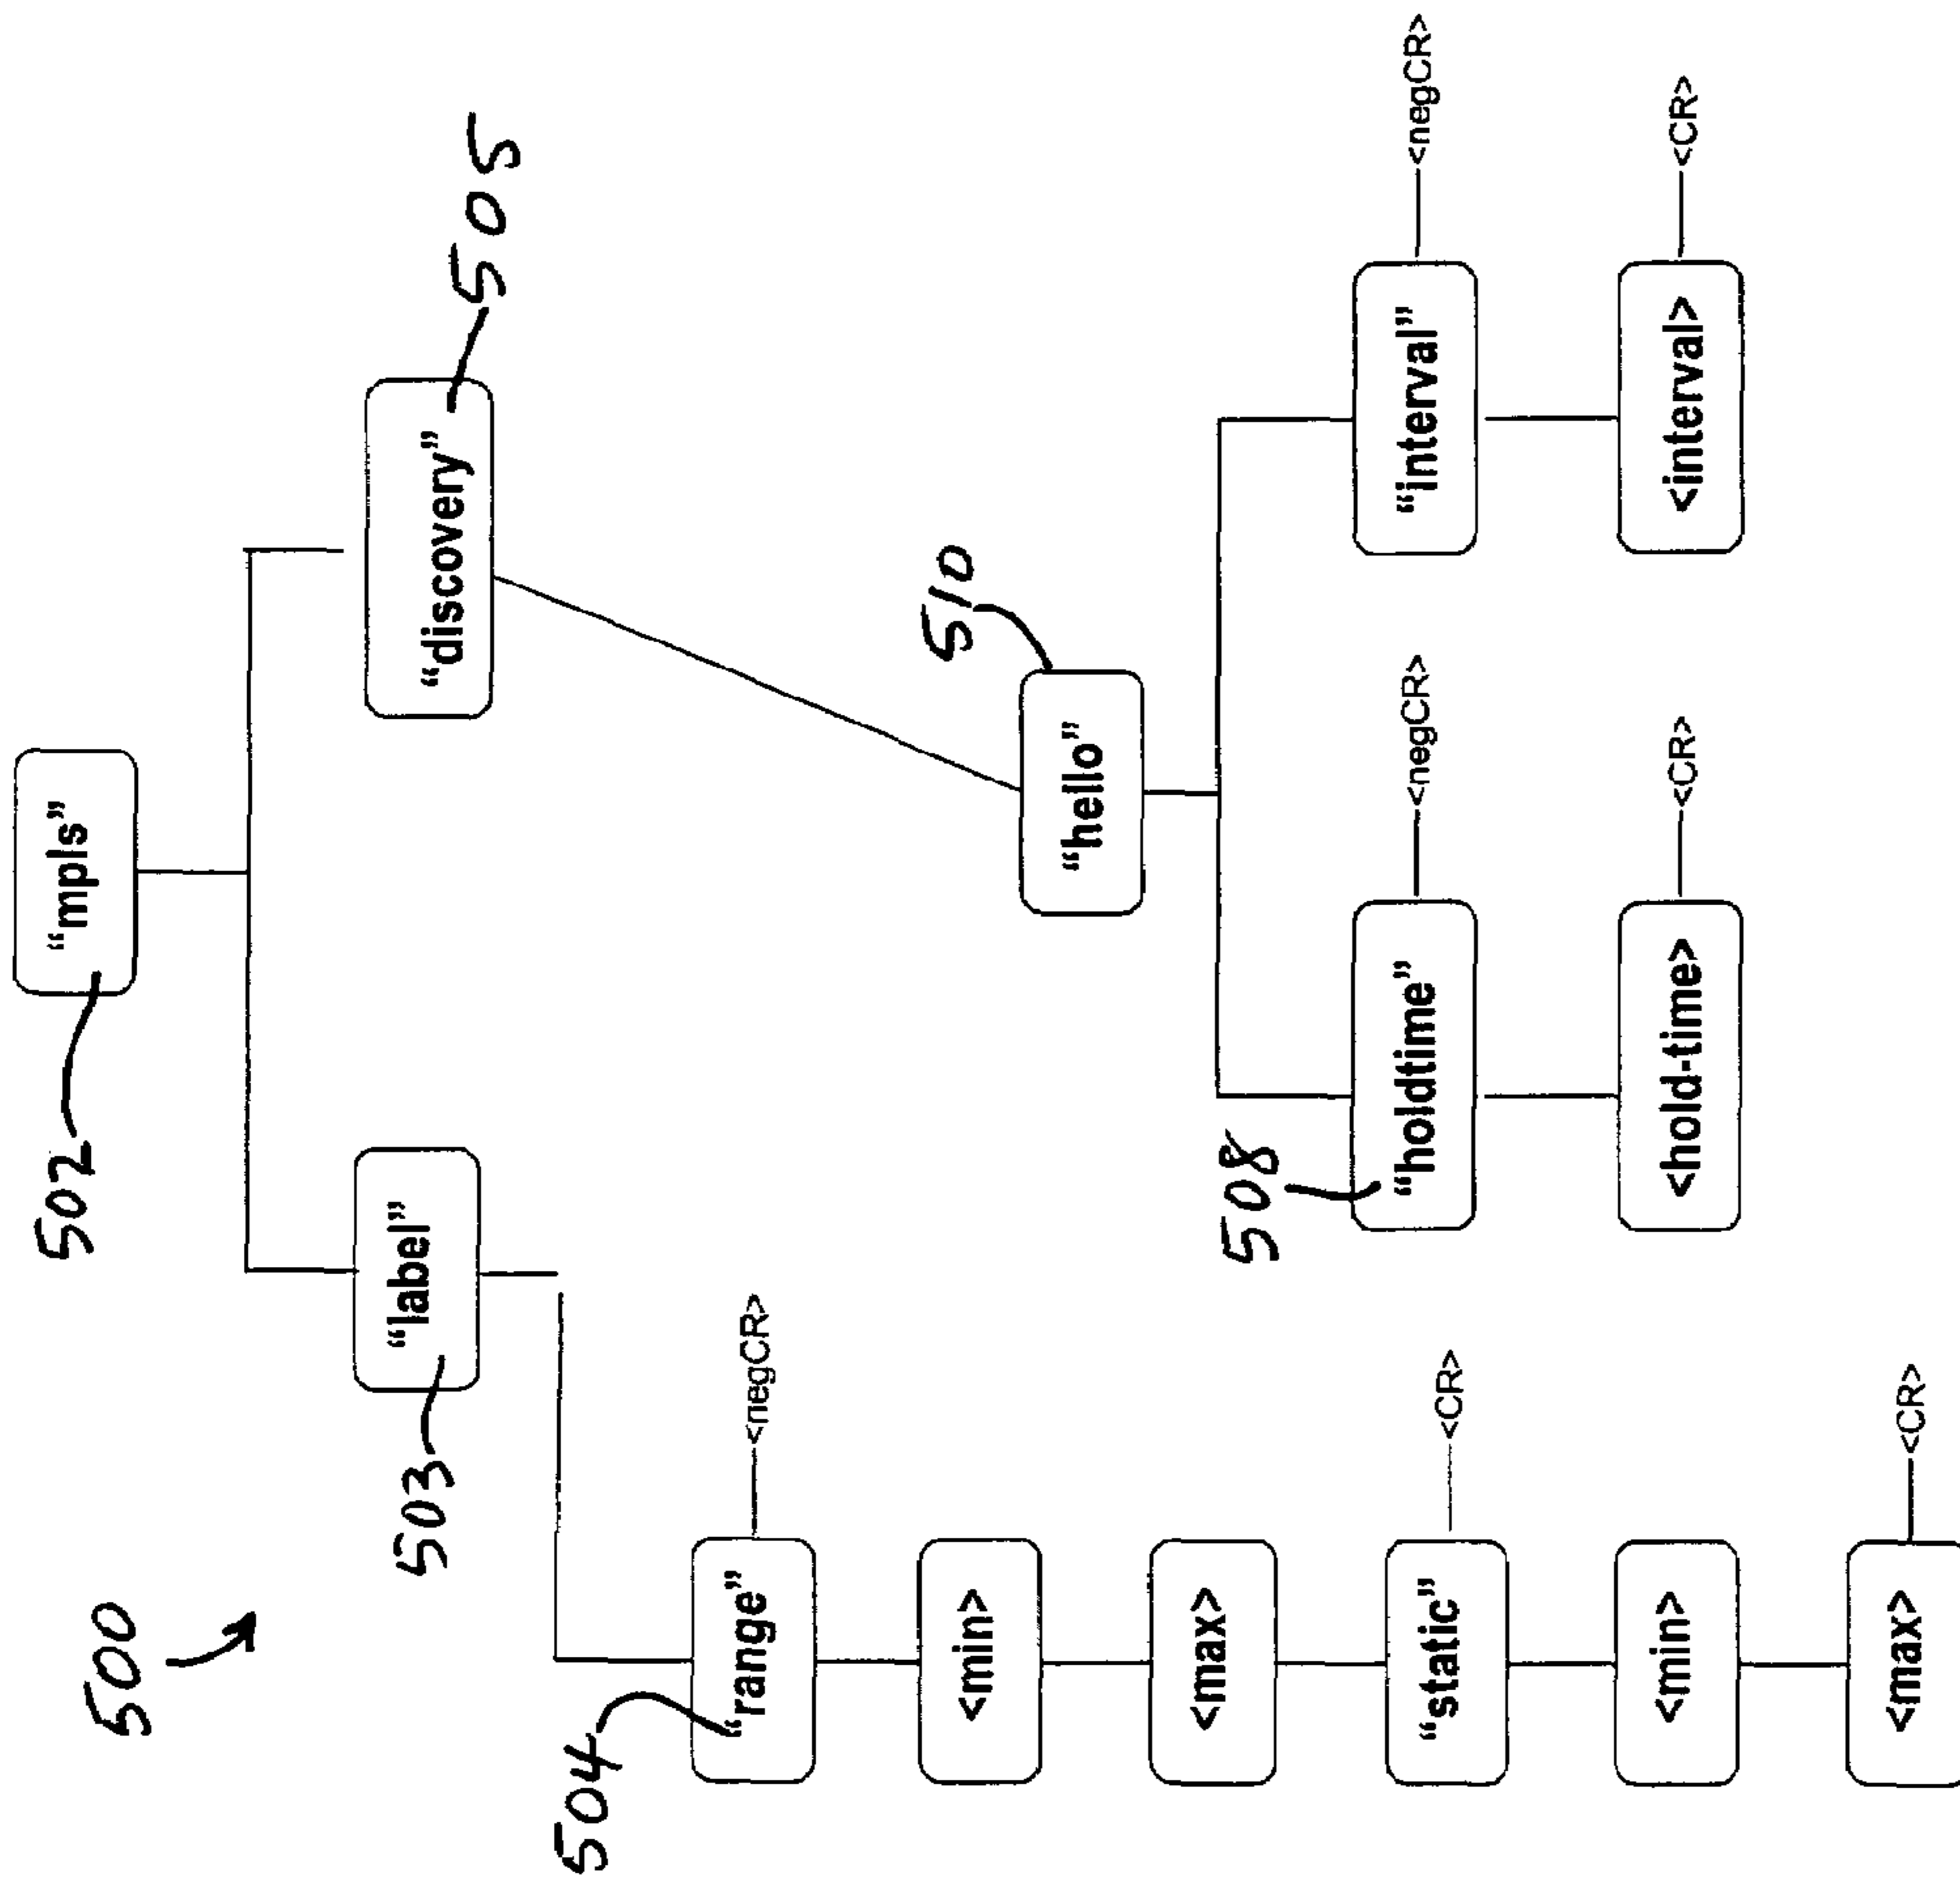 500
502
“mpls”
503
“label”
“discovery”
505
504
“range”
<negCR>
<min>
<max>
“static”
<CR>
<min>
<max>
<CR>
510
“hello”
508
“holdtime”
<negCR>
<hold-time>
<CR>
“interval”
<negCR>
<interval>
<CR>